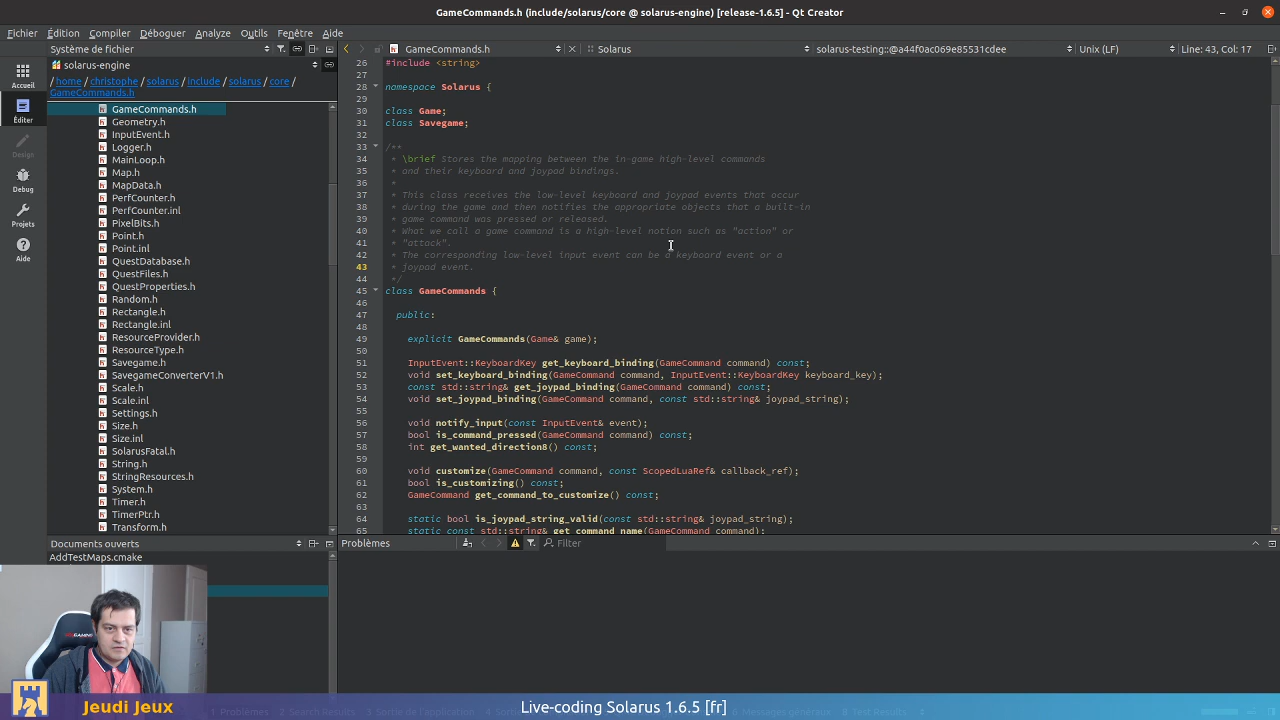 GameCommands.h (include/solarus/core @ solarus-engine) [release-1.6.5] - Qt Creator
Fichier Édition Compiler Déboguer Analyze Outils Fenêtre Aide
Système de fichier
GameCommands.h
Solarus
solarus-testing::@a44f0ac069e85531cdee
Unix (LF)
Line: 43, Col: 17
Accueil
Éditer
Design
Debug
Projets
Aide
solarus-engine
/ home / christophe / solarus / include / solarus / core /
GameCommands.h
GameCommands.h
Geometry.h
InputEvent.h
Logger.h
MainLoop.h
Map.h
MapData.h
PerfCounter.h
PerfCounter.inl
PixelBits.h
Point.h
Point.inl
QuestDatabase.h
QuestFiles.h
QuestProperties.h
Random.h
Rectangle.h
Rectangle.inl
ResourceProvider.h
ResourceType.h
Savegame.h
SavegameConverterV1.h
Scale.h
Scale.inl
Settings.h
Size.h
Size.inl
SolarusFatal.h
String.h
StringResources.h
System.h
Timer.h
TimerPtr.h
Transform.h
Documents ouverts
AddTestMaps.cmake
26 #include <string>
27
28 namespace Solarus {
29
30 class Game;
31 class Savegame;
32
33 /**
34 * \brief Stores the mapping between the in-game high-level commands
35 * and their keyboard and joypad bindings.
36 *
37 * This class receives the low-level keyboard and joypad events that occur
38 * during the game and then notifies the appropriate objects that a built-in
39 * game command was pressed or released.
40 * What we call a game command is a high-level notion such as "action" or
41 * "attack".
42 * The corresponding low-level input event can be a keyboard event or a
43 * joypad event.
44 */
45 class GameCommands {
46
47 public:
48
49 explicit GameCommands(Game& game);
50
51 InputEvent::KeyboardKey get_keyboard_binding(GameCommand command) const;
52 void set_keyboard_binding(GameCommand command, InputEvent::KeyboardKey keyboard_key);
53 const std::string& get_joypad_binding(GameCommand command) const;
54 void set_joypad_binding(GameCommand command, const std::string& joypad_string);
55
56 void notify_input(const InputEvent& event);
57 bool is_command_pressed(GameCommand command) const;
58 int get_wanted_direction8() const;
59
60 void customize(GameCommand command, const ScopedLuaRef& callback_ref);
61 bool is_customizing() const;
62 GameCommand get_command_to_customize() const;
63
64 static bool is_joypad_string_valid(const std::string& joypad_string);
65 static const std::string& get_command_name(GameCommand command);
Problèmes
Filter
Jeudi Jeux
Live-coding Solarus 1.6.5 [fr]